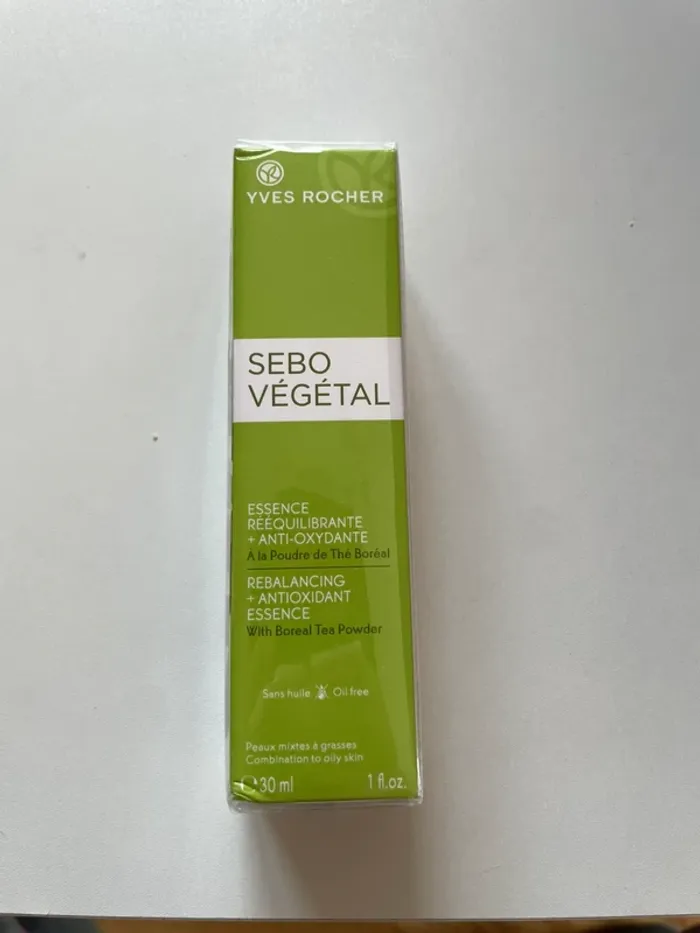 YVES ROCHER
SEBO
VÉGÉTAL
ESSENCE
RÉÉQUILIBRANTE
+ ANTI-OXYDANTE
À la Poudre de Thé Boréal
REBALANCING
+ ANTIOXIDANT
ESSENCE
With Boreal Tea Powder
Sans huile Oil free
Peaux mixtes à grasses
Combination to oily skin
30 ml 1 fl.oz.